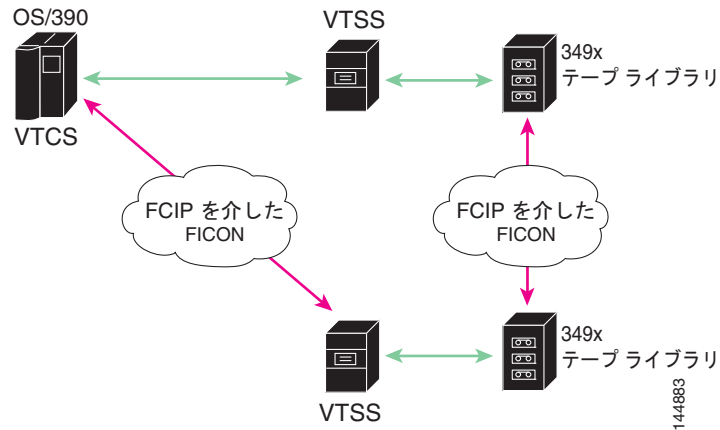 OS/390
VTCS
VTSS
349x
テープ ライブラリ
FCIP を介した
FICON
FCIP を介した
FICON
VTSS
349x
テープ ライブラリ
144883